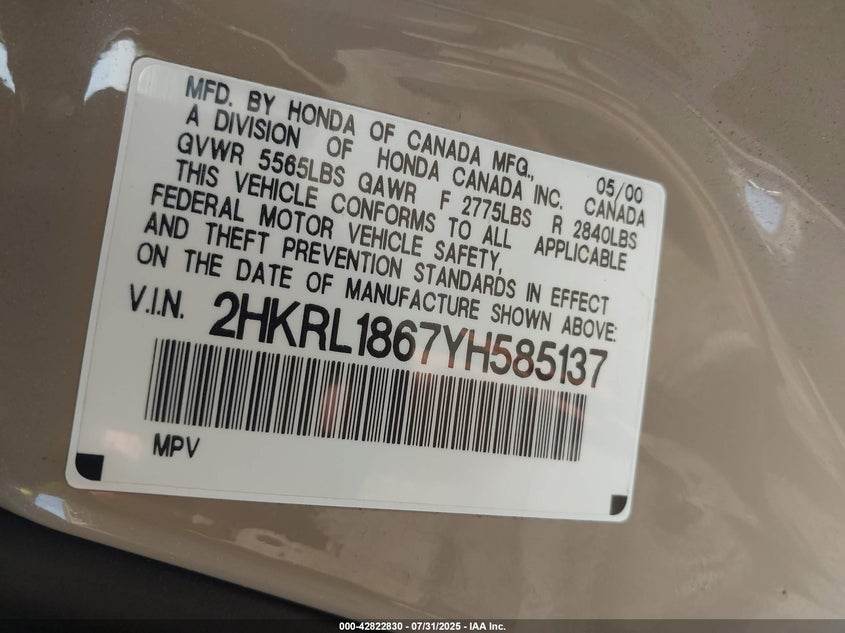 MFD. BY HONDA OF CANADA MFG., 05/00
A DIVISION OF HONDA CANADA INC. CANADA
GVWR 5565LBS GAWR F 2775LBS R 2840LBS
THIS VEHICLE CONFORMS TO ALL APPLICABLE
FEDERAL MOTOR VEHICLE SAFETY,
AND THEFT PREVENTION STANDARDS IN EFFECT
ON THE DATE OF MANUFACTURE SHOWN ABOVE:
V.I.N. 2HKRL1867YH585137
MPV
000-42822830 - 07/31/2025 - IAA Inc.